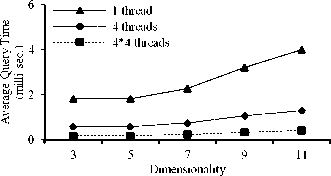 1 thread
4 threads
4*4 threads
Average Query Time
(milli sec.)
6
4
2
0
3 5 7 9 11
Dimensionality